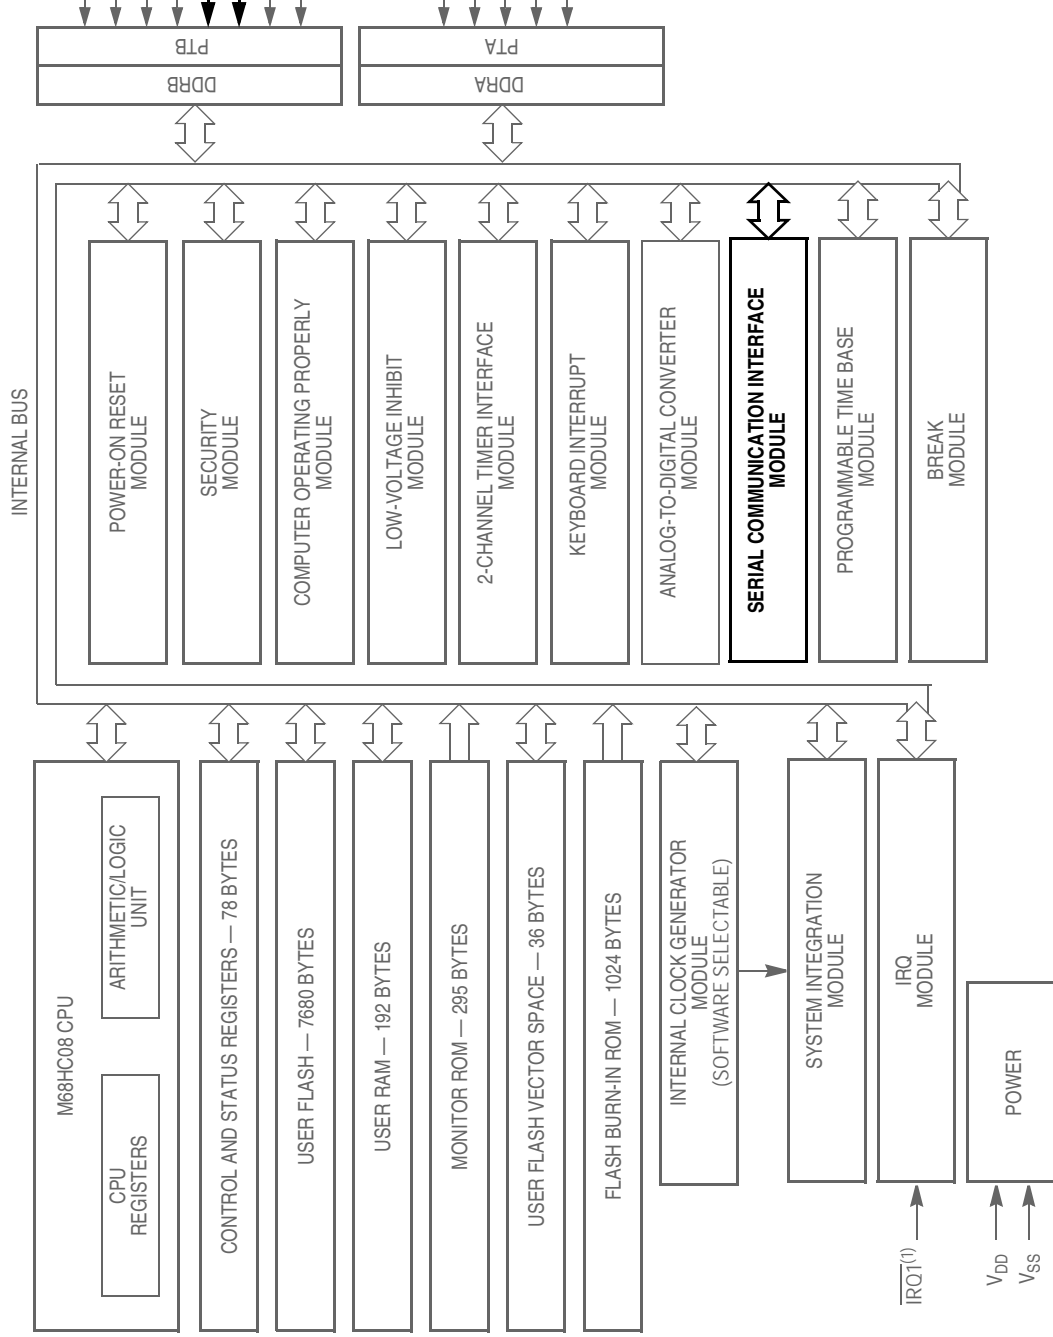 PTB
DDRB
PTA
DDRA
INTERNAL BUS
POWER-ON RESET
MODULE
SECURITY
MODULE
COMPUTER OPERATING PROPERLY
MODULE
LOW-VOLTAGE INHIBIT
MODULE
2-CHANNEL TIMER INTERFACE
MODULE
KEYBOARD INTERRUPT
MODULE
ANALOG-TO-DIGITAL CONVERTER
MODULE
SERIAL COMMUNICATION INTERFACE
MODULE
PROGRAMMABLE TIME BASE
MODULE
BREAK
MODULE
M68HC08 CPU
CPU
REGISTERS
ARITHMETIC/LOGIC
UNIT
CONTROL AND STATUS REGISTERS — 78 BYTES
USER FLASH — 7680 BYTES
USER RAM — 192 BYTES
MONITOR ROM — 295 BYTES
USER FLASH VECTOR SPACE — 36 BYTES
FLASH BURN-IN ROM — 1024 BYTES
INTERNAL CLOCK GENERATOR
MODULE
(SOFTWARE SELECTABLE)
SYSTEM INTEGRATION
MODULE
IRQ
MODULE
POWER
IRQ1(1)
VDD
VSS